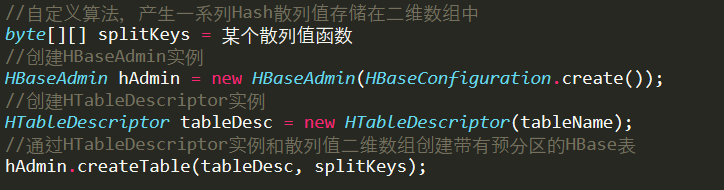 //自定义算法，产生一系列Hash散列值存储在二维数组中
byte[][] splitKeys = 某个散列值函数
//创建HBaseAdmin实例
HBaseAdmin hAdmin = new HBaseAdmin(HBaseConfiguration.create());
//创建HTableDescriptor实例
HTableDescriptor tableDesc = new HTableDescriptor(tableName);
//通过HTableDescriptor实例和散列值二维数组创建带有预分区的HBase表
hAdmin.createTable(tableDesc, splitKeys);